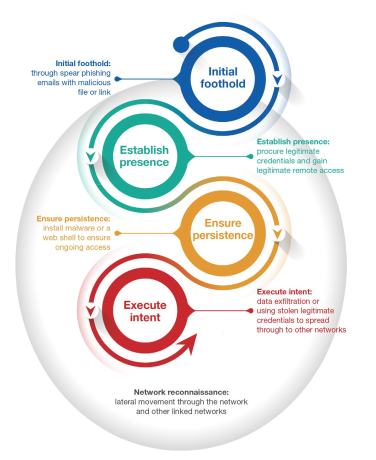 Initial foothold:
through spear phishing
emails with malicious
file or link
Initial
foothold
Establish
presence
Establish presence:
procure legitimate
credentials and gain
legitimate remote access
Ensure persistence:
install malware or a
web shell to ensure
ongoing access
Ensure
persistence
Execute
intent
Execute intent:
data exfiltration or
using stolen legitimate
credentials to spread
through to other networks
Network reconnaissance:
lateral movement through the network
and other linked networks